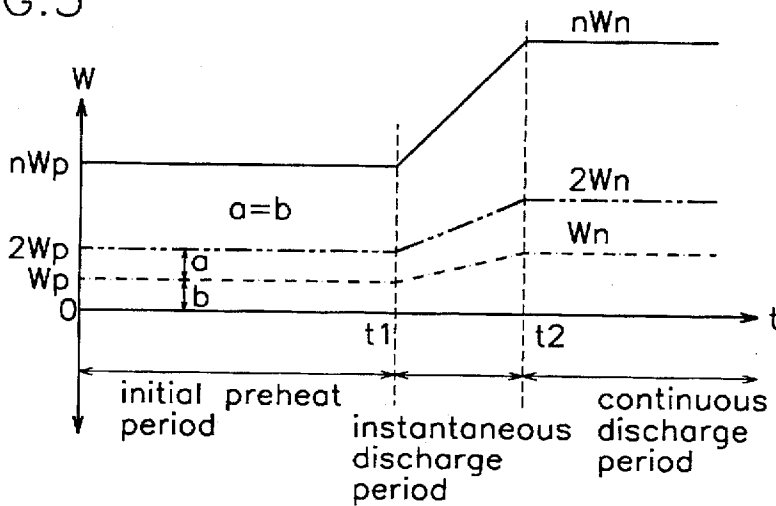 G.5
nWn
W
nWp
a=b
2Wn
2Wp
a
Wn
Wp
b
0
t
t1
t2
initial preheat
period
instantaneous
discharge
period
continuous
discharge
period